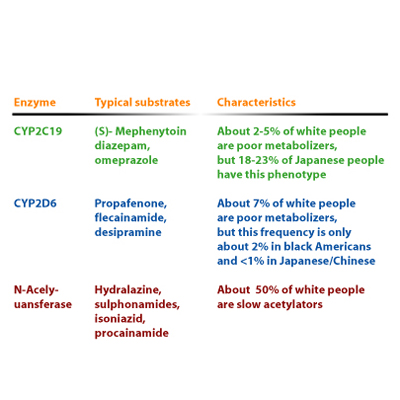 Enzyme Typical substrates Characteristics
CYP2C19 (S)- Mephenytoin About 2-5% of white people
diazepam, are poor metabolizers,
omeprazole but 18-23% of Japanese people
have this phenotype
CYP2D6 Propafenone, About 7% of white people
flecainamide, are poor metabolizers,
desipramine but this frequency is only
about 2% in black Americans
and <1% in Japanese/Chinese
N-Acely- Hydralazine, About 50% of white people
uansferase sulphonamides, are slow acetylators
isoniazid,
procainamide